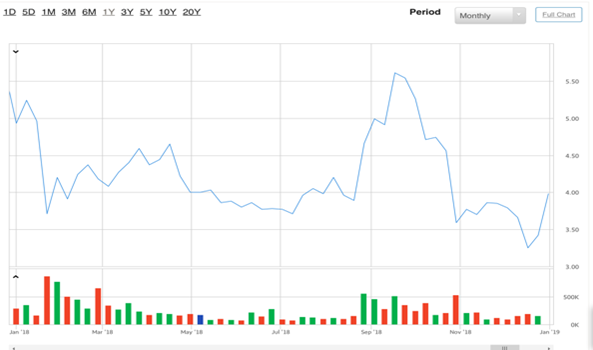 1D 5D 1M 3M 6M 1Y 3Y 5Y 10Y 20Y Period Monthly Full Chart
5.50
5.00
4.50
4.00
3.50
3.00
500K
0K
Jan '18 Mar '18 May '18 Jul '18 Sep '18 Nov '18 Jan '19